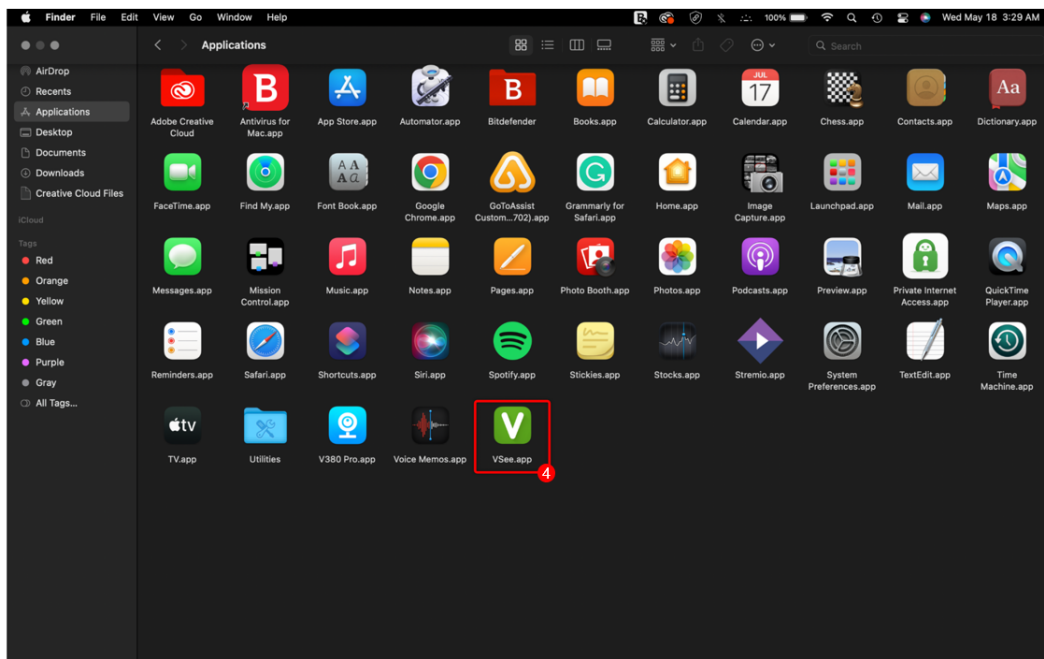 Finder File Edit View Go Window Help 100% Wed May 18 3:29 AM
Applications
Search
AirDrop
Recents
Applications
Desktop
Documents
Downloads
Creative Cloud Files
iCloud
Tags
Red
Orange
Yellow
Green
Blue
Purple
Gray
All Tags...
Adobe Creative Cloud
Antivirus for Mac.app
App Store.app
Automator.app
B
Bitdefender
Books.app
Calculator.app
JUL
17
Calendar.app
Chess.app
Contacts.app
Aa
Dictionary.app
FaceTime.app
Find My.app
Font Book.app
Google Chrome.app
GoToAssist Custom...702).app
Grammarly for Safari.app
Home.app
Image Capture.app
Launchpad.app
Mail.app
Maps.app
Messages.app
Mission Control.app
Music.app
Notes.app
Pages.app
Photo Booth.app
Photos.app
Podcasts.app
Preview.app
Private Internet Access.app
QuickTime Player.app
Reminders.app
Safari.app
Shortcuts.app
Siri.app
Spotify.app
Stickies.app
Stocks.app
Stremio.app
System Preferences.app
TextEdit.app
Time Machine.app
tv
TV.app
Utilities
V380 Pro.app
Voice Memos.app
V
VSee.app
4